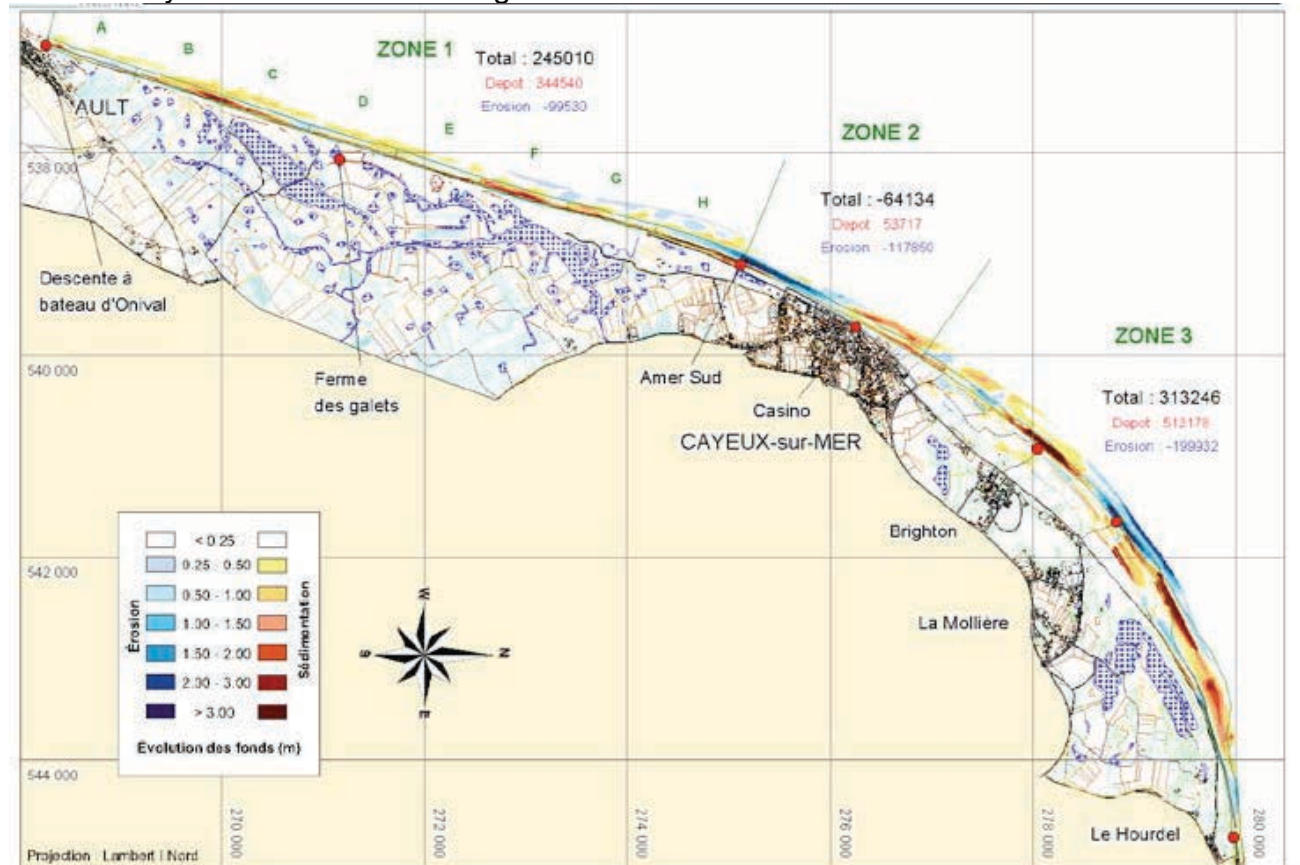 A
B
C
D
E
F
G
H
ZONE 1
Total : 245010
Depot : 344540
Erosion : -99530
AULT
ZONE 2
Total : -64134
Depot : 53717
Erosion : -117850
538 000
Descente à
bateau d'Onival
Ferme
des galets
Amer Sud
Casino
CAYEUX-sur-MER
ZONE 3
Total : 313246
Depot : 513178
Erosion : -199932
540 000
Brighton
La Mollière
Le Hourdel
542 000
544 000
Érosion
Sédimentation
< 0.25
0.25 - 0.50
0.50 - 1.00
1.00 - 1.50
1.50 - 2.00
2.00 - 3.00
> 3.00
Évolution des fonds (m)
W
S
N
E
270 000
272 000
274 000
276 000
278 000
280 000
Projection : Lambert I Nord